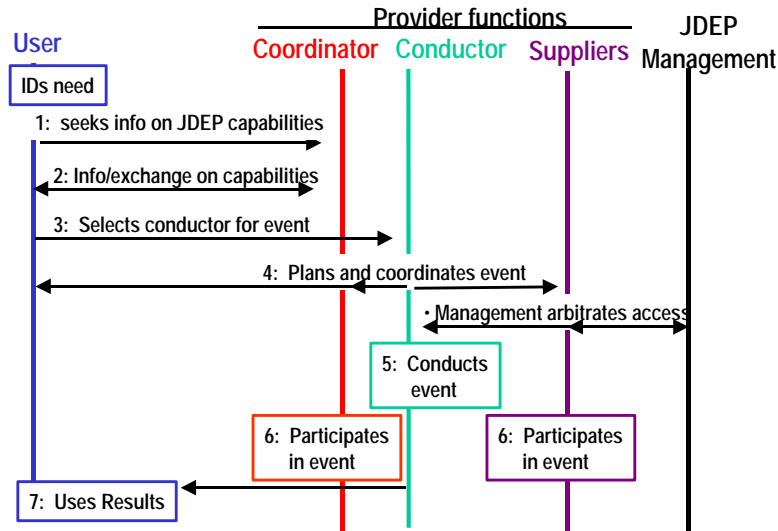 Provider functions
JDEP
Management
User
Coordinator
Conductor
Suppliers
IDs need
1: seeks info on JDEP capabilities
2: Info/exchange on capabilities
3: Selects conductor for event
4: Plans and coordinates event
· Management arbitrates access
5: Conducts
event
6: Participates
in event
6: Participates
in event
7: Uses Results